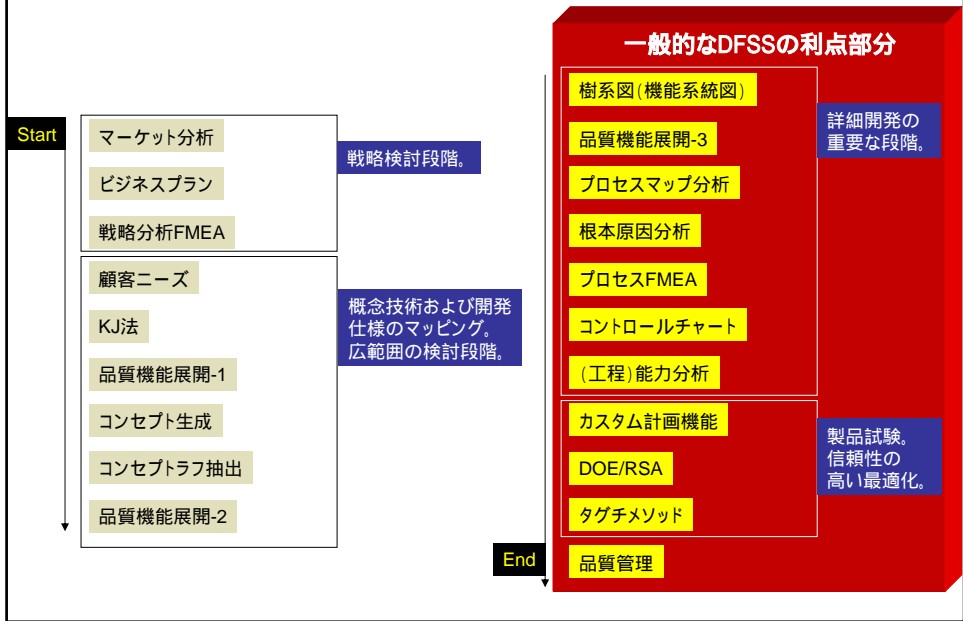 Start
マーケット分析
ビジネスプラン
戦略分析FMEA
戦略検討段階。
顧客ニーズ
KJ法
品質機能展開-1
コンセプト生成
コンセプトラフ抽出
品質機能展開-2
概念技術および開発
仕様のマッピング。
広範囲の検討段階。
一般的なDFSSの利点部分
樹系図(機能系統図)
品質機能展開-3
プロセスマップ分析
根本原因分析
プロセスFMEA
コントロールチャート
(工程)能力分析
詳細開発の
重要な段階。
カスタム計画機能
DOE/RSA
タグチメソッド
製品試験。
信頼性の
高い最適化。
End
品質管理